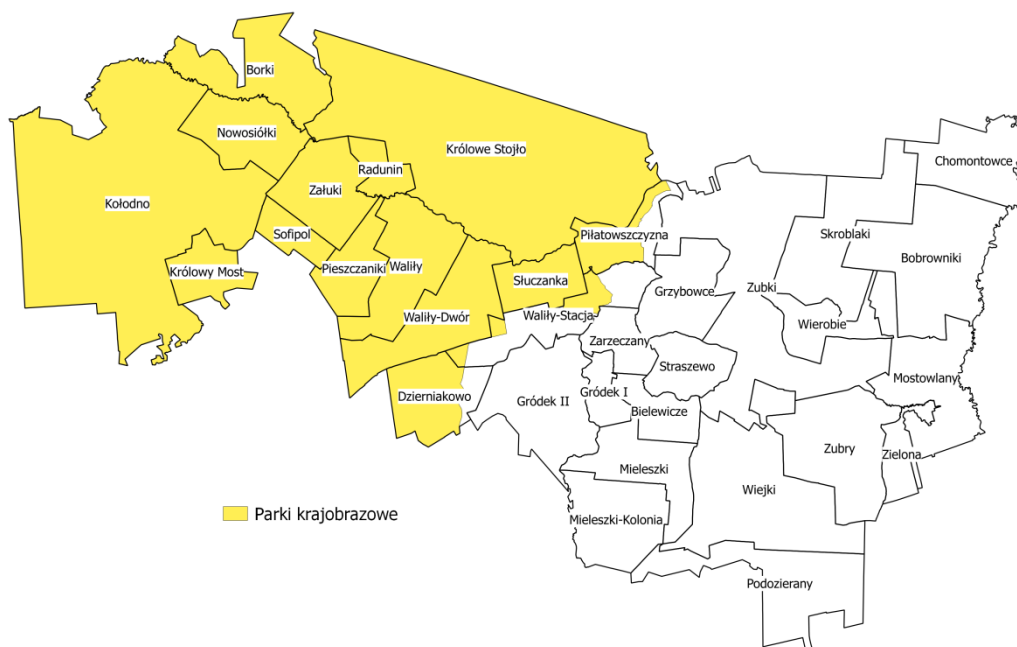 Borki
Nowosiółki
Królowe Stojło
Chomontowce
Radunin
Załuki
Kołodno
Skroblaki
Sofipol
Piłatowszczyzna
Bobrowniki
Królowy Most
Pieszczaniki
Waliły
Słuczanka
Zubki
Grzybowce
Waliły-Dwór
Waliły-Stacja
Wierobie
Zarzeczany
Straszewo
Mostowlany
Dzierniakowo
Gródek II
Gródek I
Bielewicze
Zubry
Zielona
Mieleszki
Wiejki
Parki krajobrazowe
Mieleszki-Kolonia
Podozierany